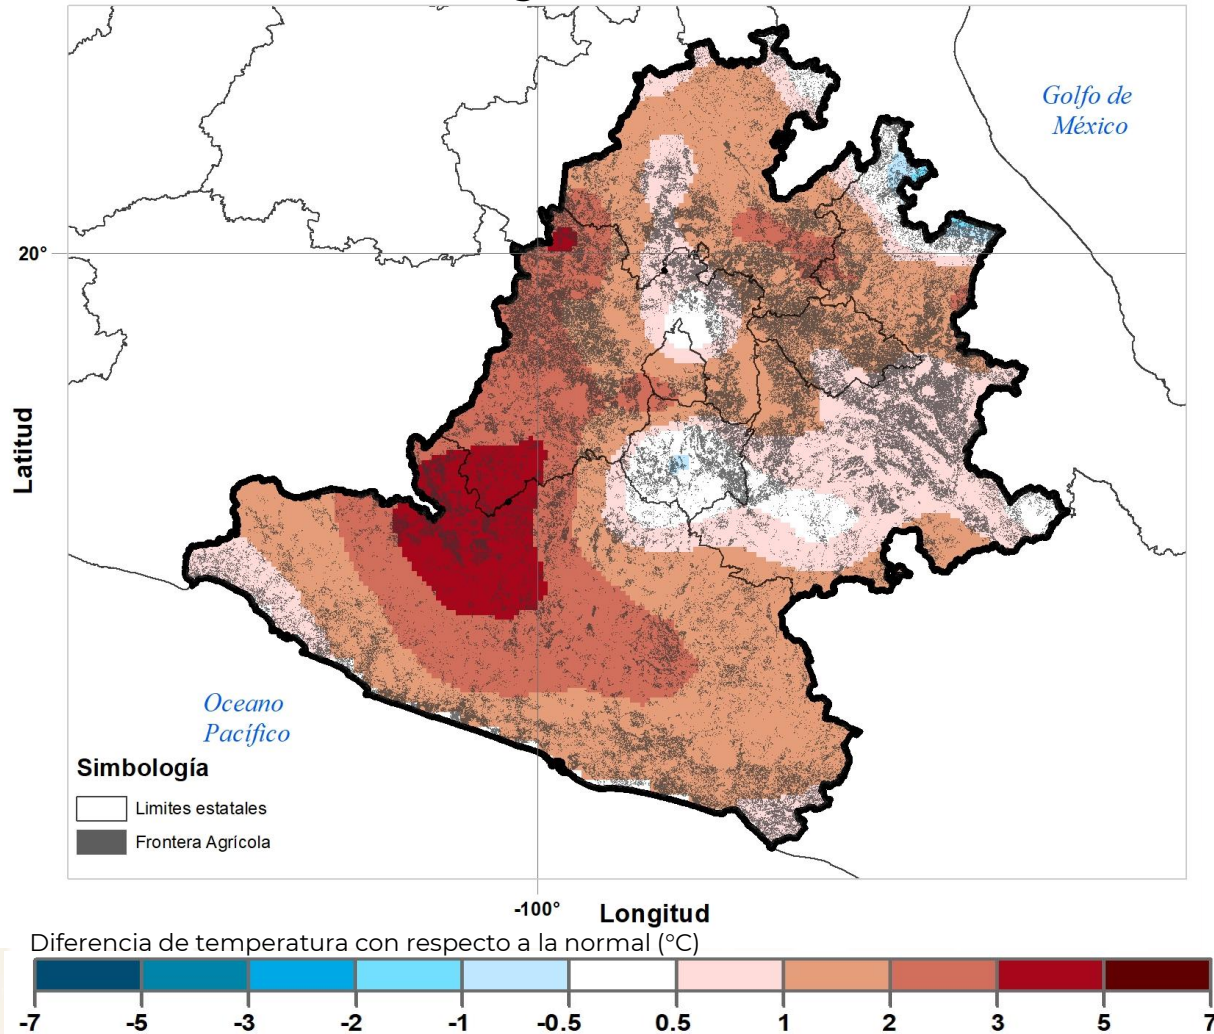 Golfo de
México
20°
Latitud
Oceano
Pacífico
Simbología
Limites estatales
Frontera Agrícola
-100°
Longitud
Diferencia de temperatura con respecto a la normal (°C)
-7 -5 -3 -2 -1 -0.5 0.5 1 2 3 5 7